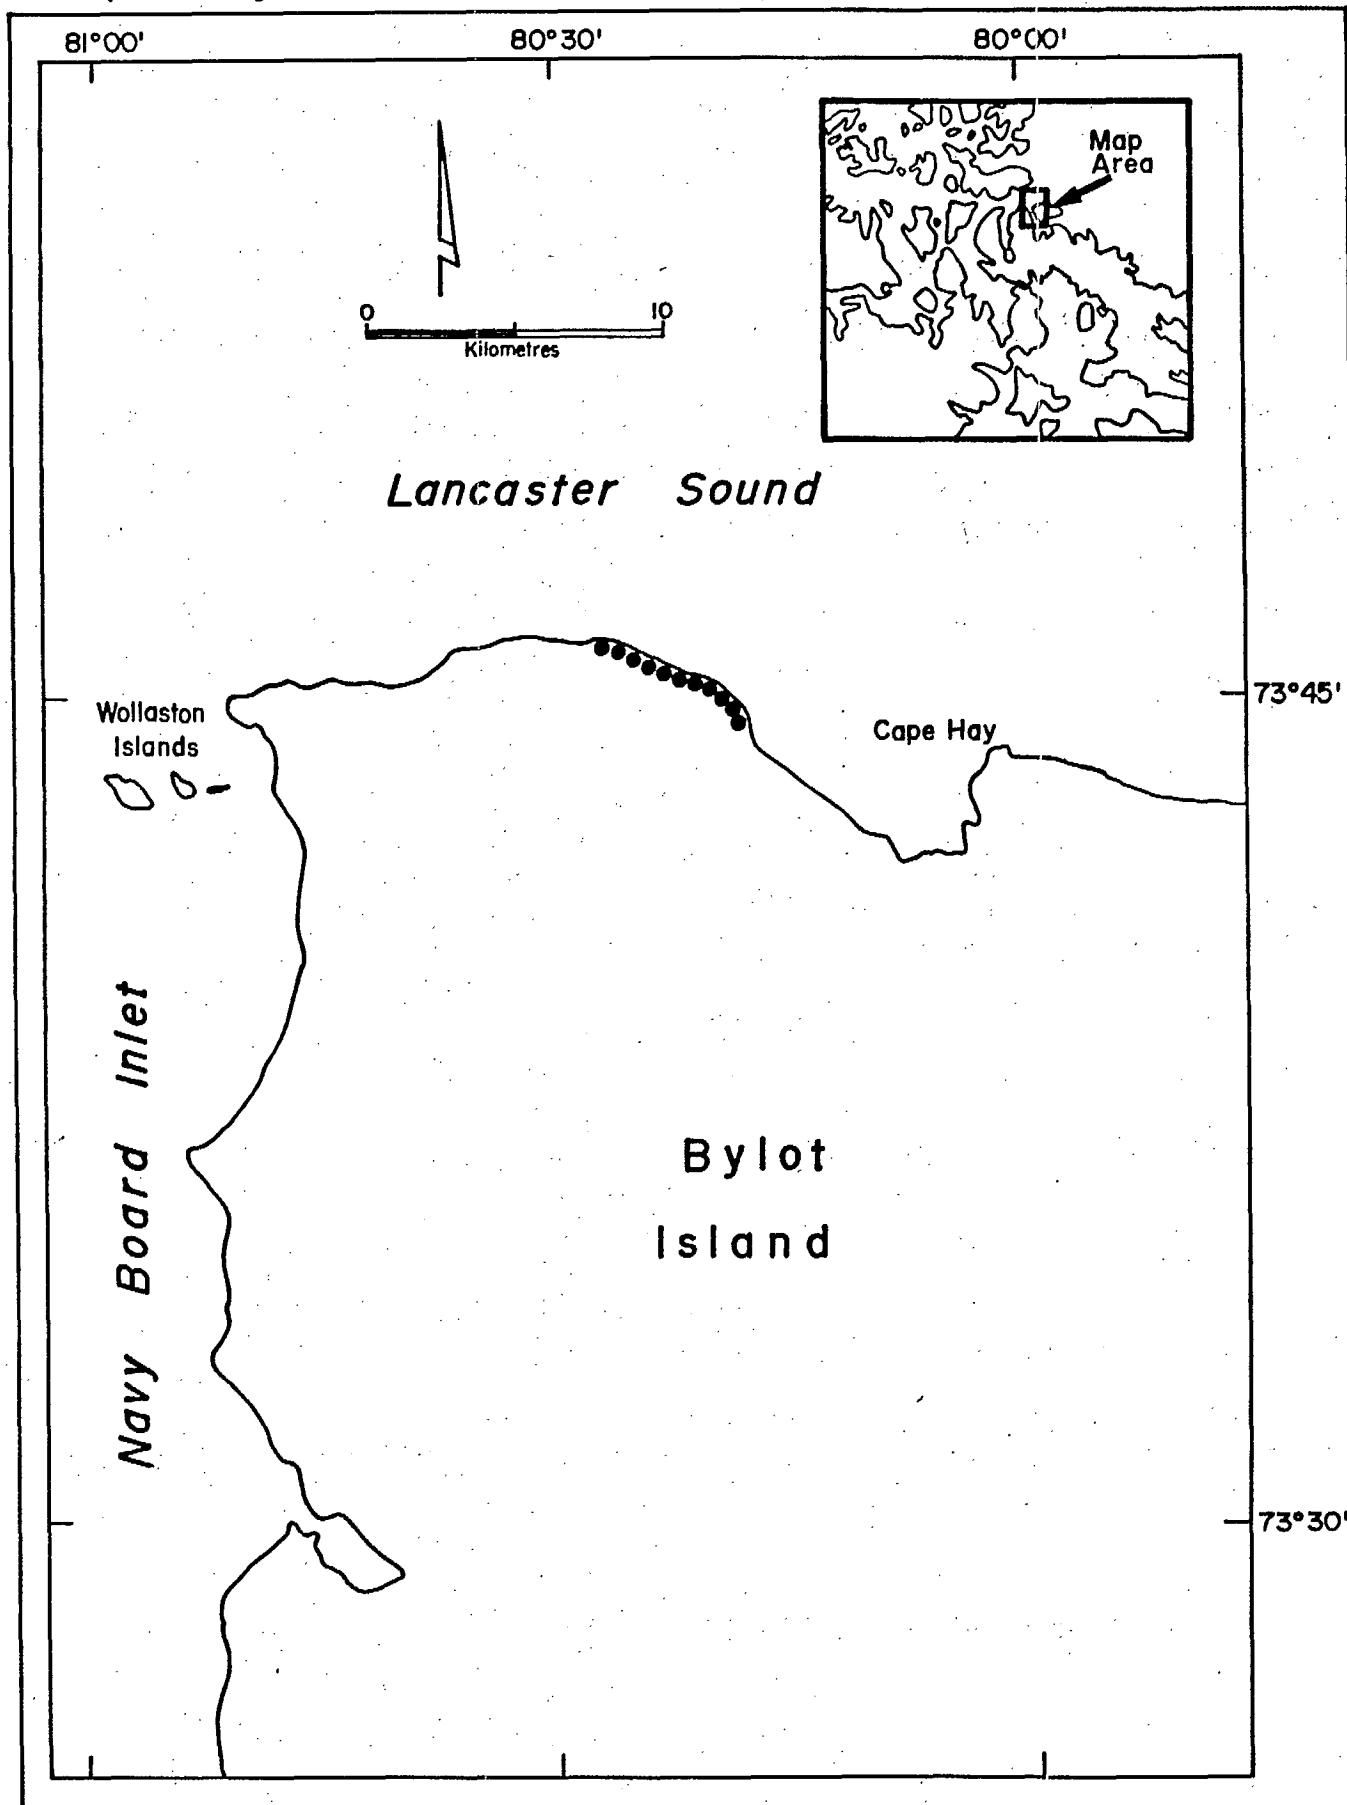 81°00'
80°30'
80°00'
Map
Area
0
10
Kilometres
Lancaster Sound
73°45'
Wollaston
Islands
Cape Hay
Navy Board Inlet
Bylot
Island
73°30'